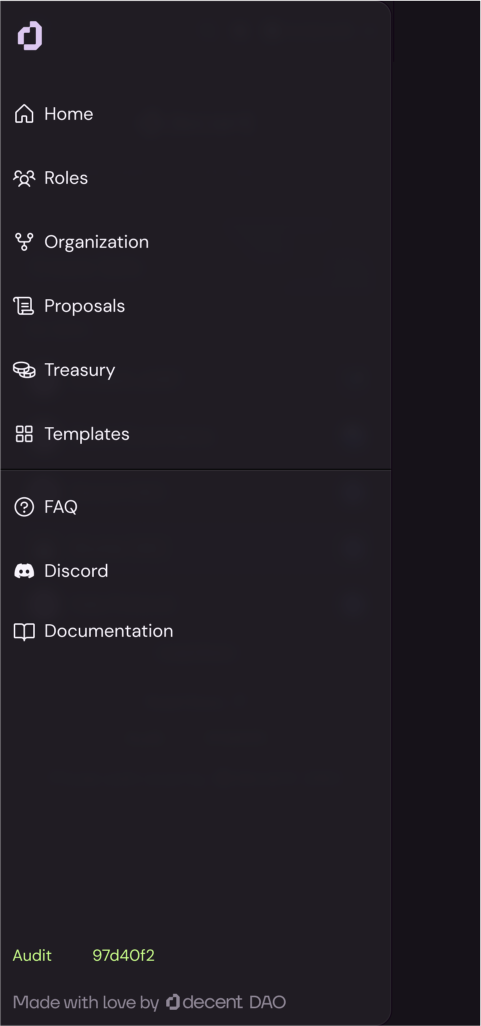 Home
Roles
Organization
Proposals
Treasury
Templates
FAQ
Discord
Documentation
Audit 97d40f2
Made with love by decent DAO